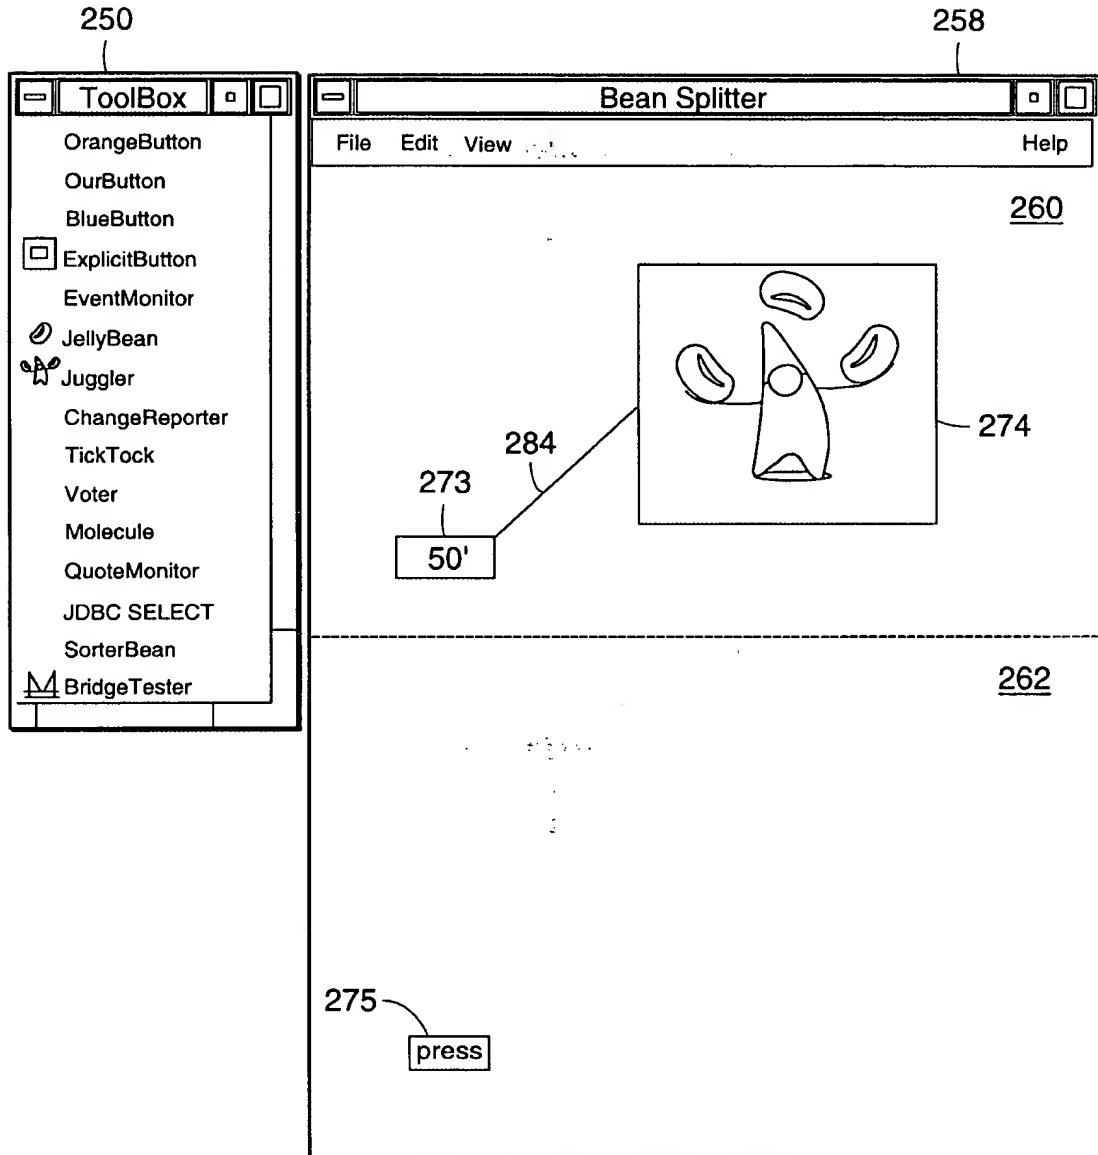 250
258
ToolBox
Bean Splitter
OrangeButton
OurButton
BlueButton
ExplicitButton
EventMonitor
JellyBean
Juggler
ChangeReporter
TickTock
Voter
Molecule
QuoteMonitor
JDBC SELECT
SorterBean
BridgeTester
File Edit View Help
260
274
284
273
50'
262
275
press